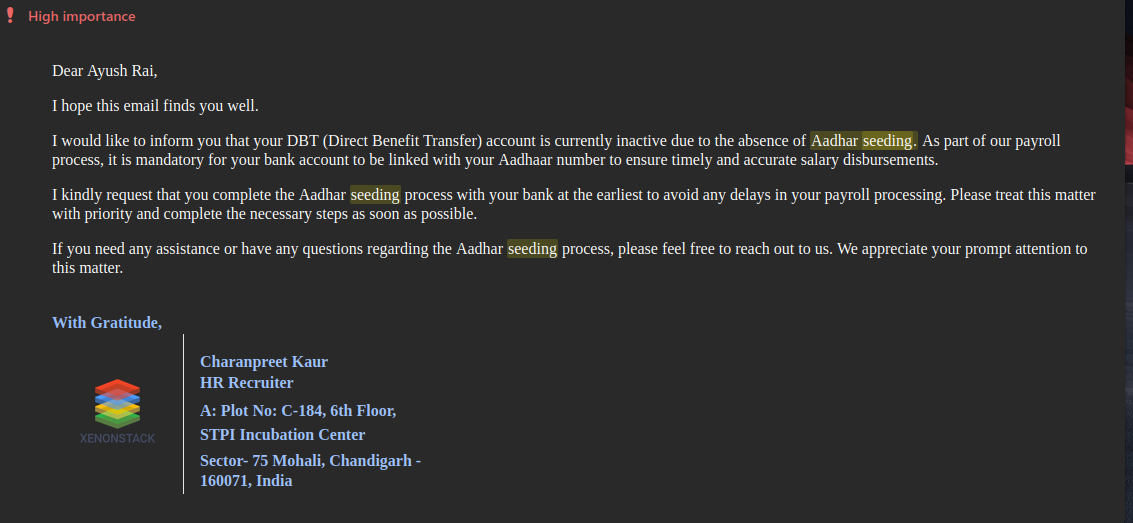 High importance
Dear Ayush Rai,
I hope this email finds you well.
I would like to inform you that your DBT (Direct Benefit Transfer) account is currently inactive due to the absence of Aadhar seeding. As part of our payroll
process, it is mandatory for your bank account to be linked with your Aadhaar number to ensure timely and accurate salary disbursements.
I kindly request that you complete the Aadhar seeding process with your bank at the earliest to avoid any delays in your payroll processing. Please treat this matter
with priority and complete the necessary steps as soon as possible.
If you need any assistance or have any questions regarding the Aadhar seeding process, please feel free to reach out to us. We appreciate your prompt attention to
this matter.
With Gratitude,
XENONSTACK
Charanpreet Kaur
HR Recruiter
A: Plot No: C-184, 6th Floor,
STPI Incubation Center
Sector- 75 Mohali, Chandigarh -
160071, India